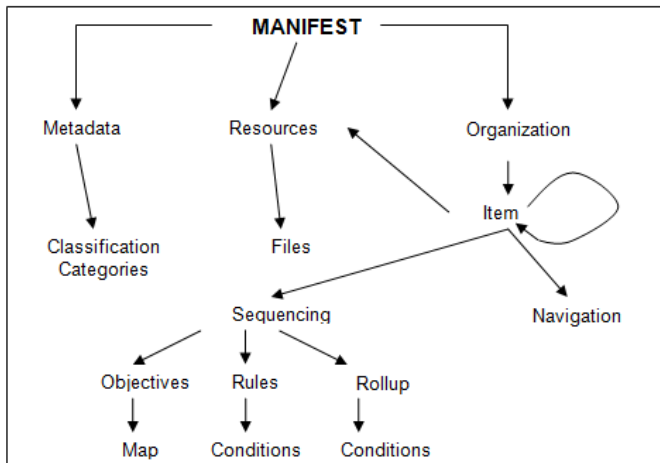 MANIFEST
Metadata
Resources
Organization
Item
Classification
Categories
Files
Sequencing
Navigation
Objectives
Rules
Rollup
Map
Conditions
Conditions